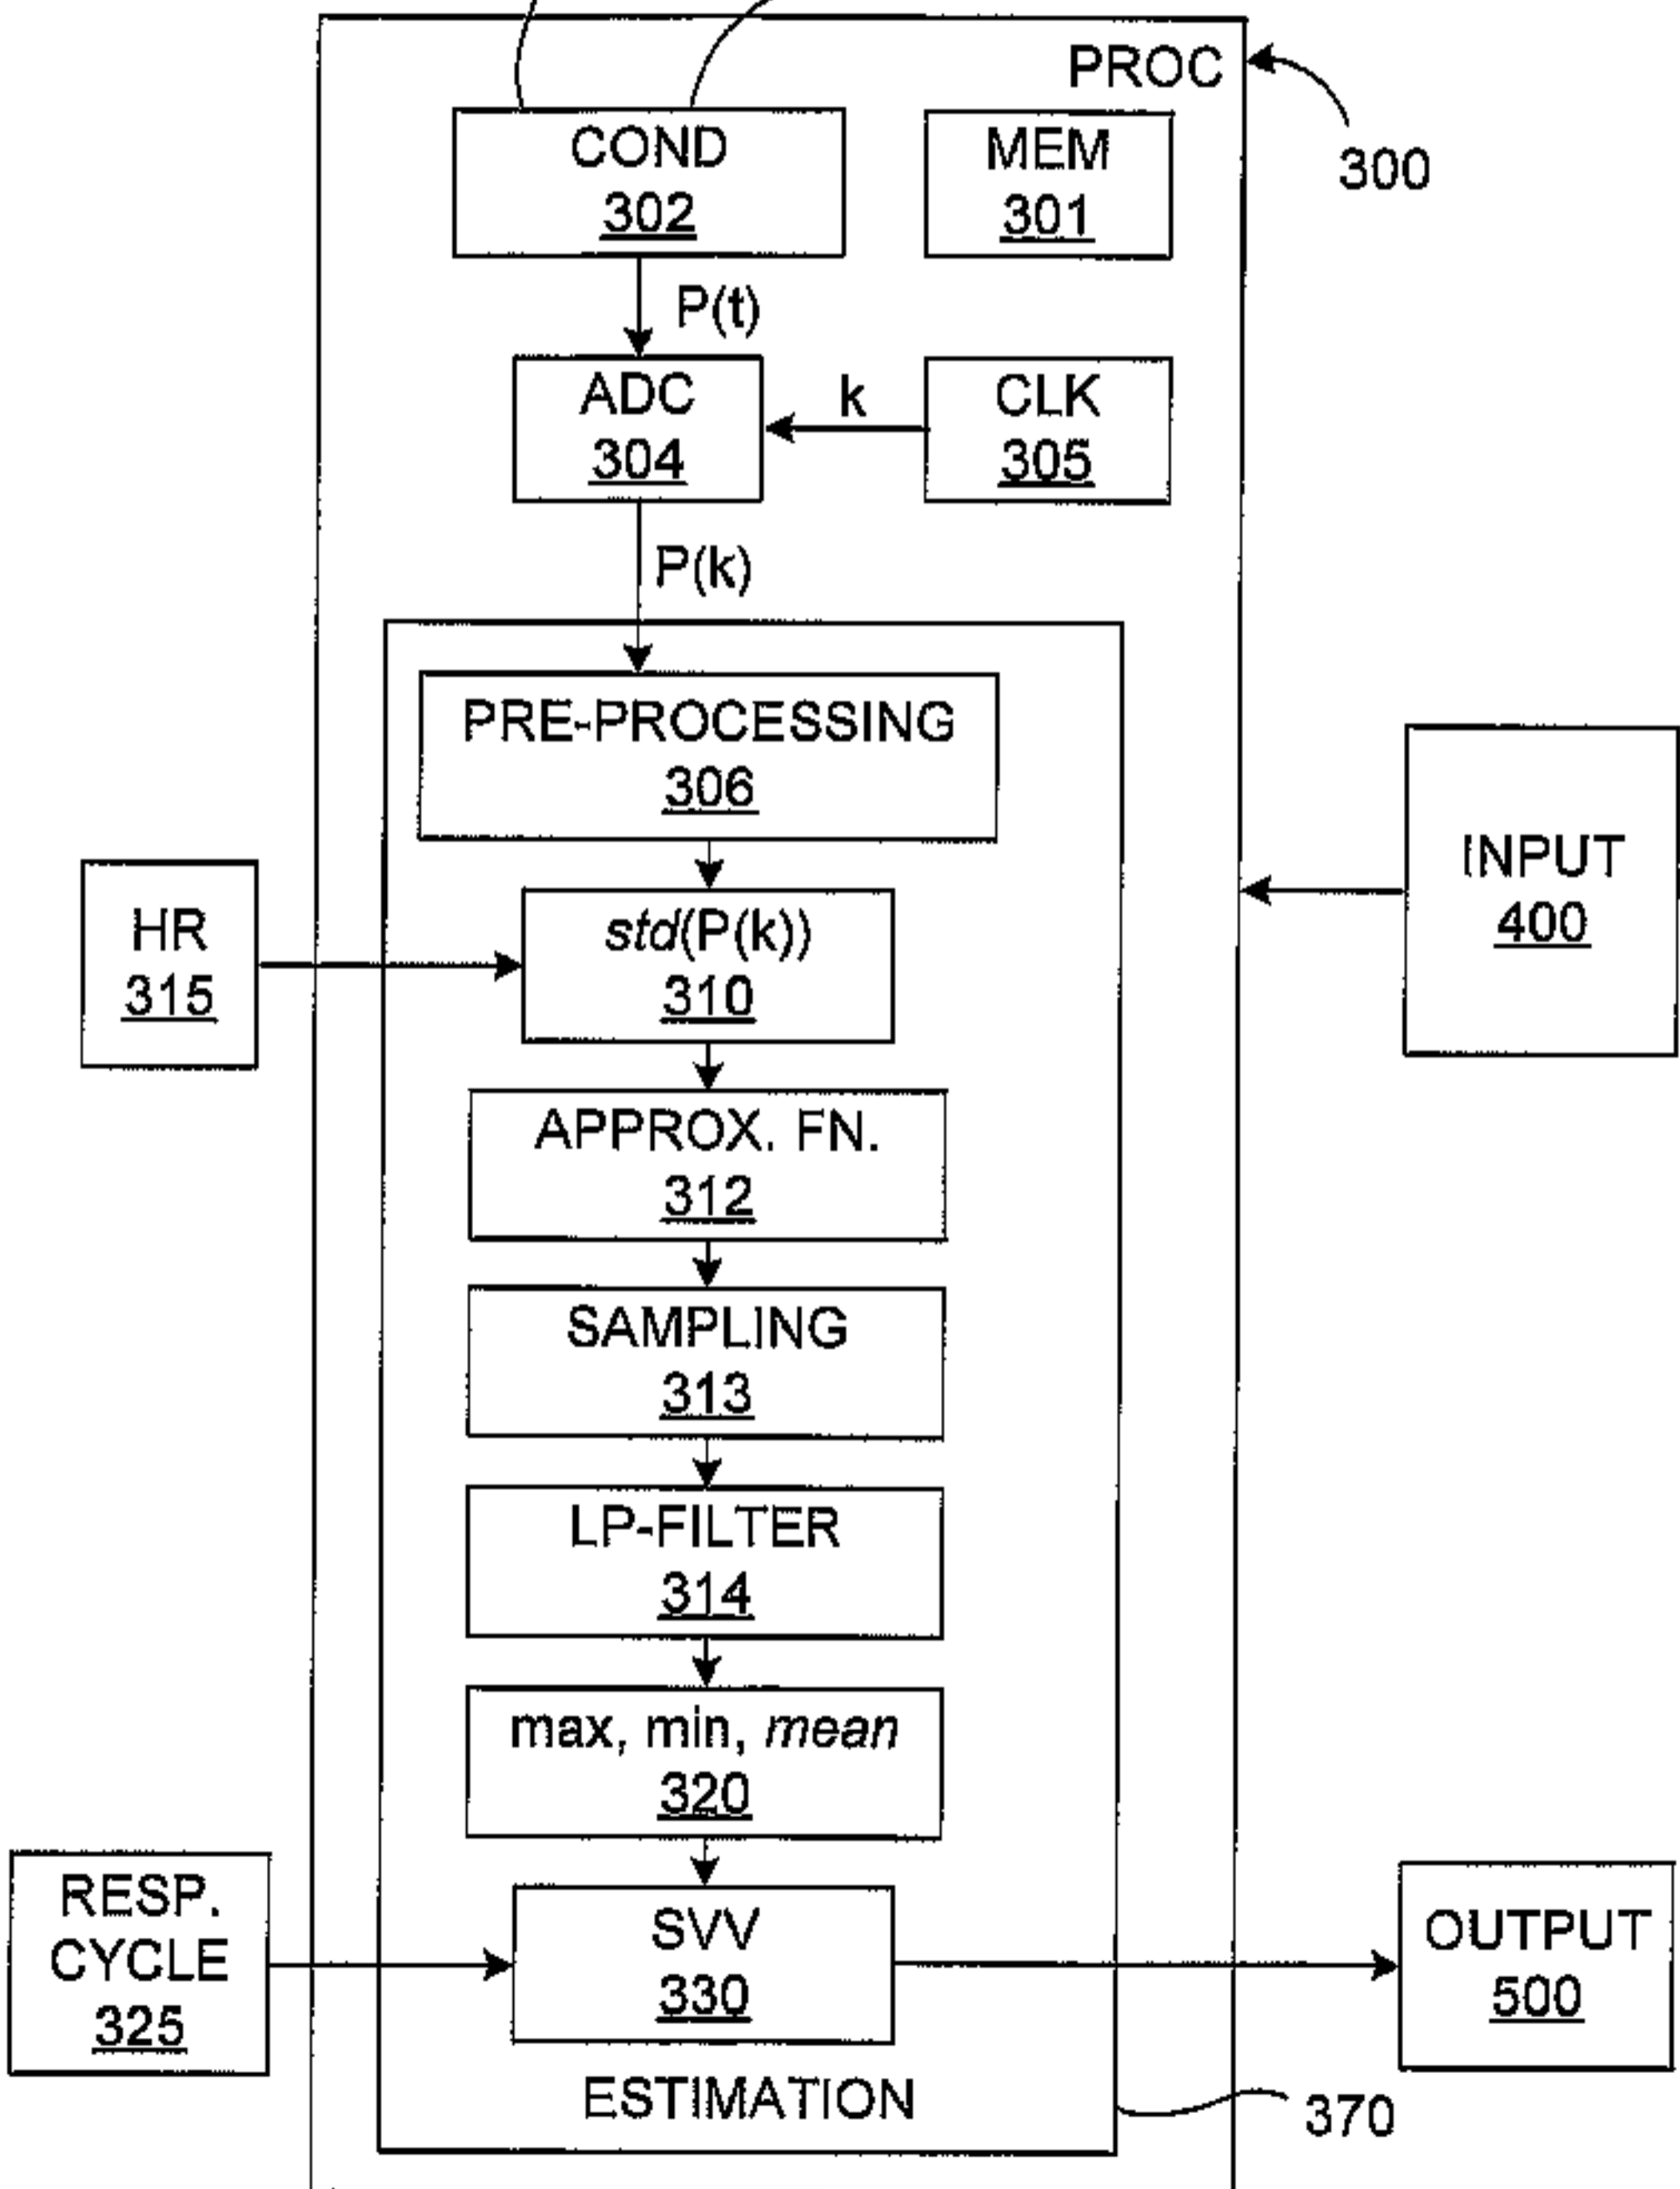 PROC
300
COND
302
MEM
301
P(t)
ADC
304
k
CLK
305
P(k)
PRE-PROCESSING
306
INPUT
400
HR
315
std(P(k))
310
APPROX. FN.
312
SAMPLING
313
LP-FILTER
314
max, min, mean
320
RESP.
CYCLE
325
SVV
330
OUTPUT
500
ESTIMATION
370